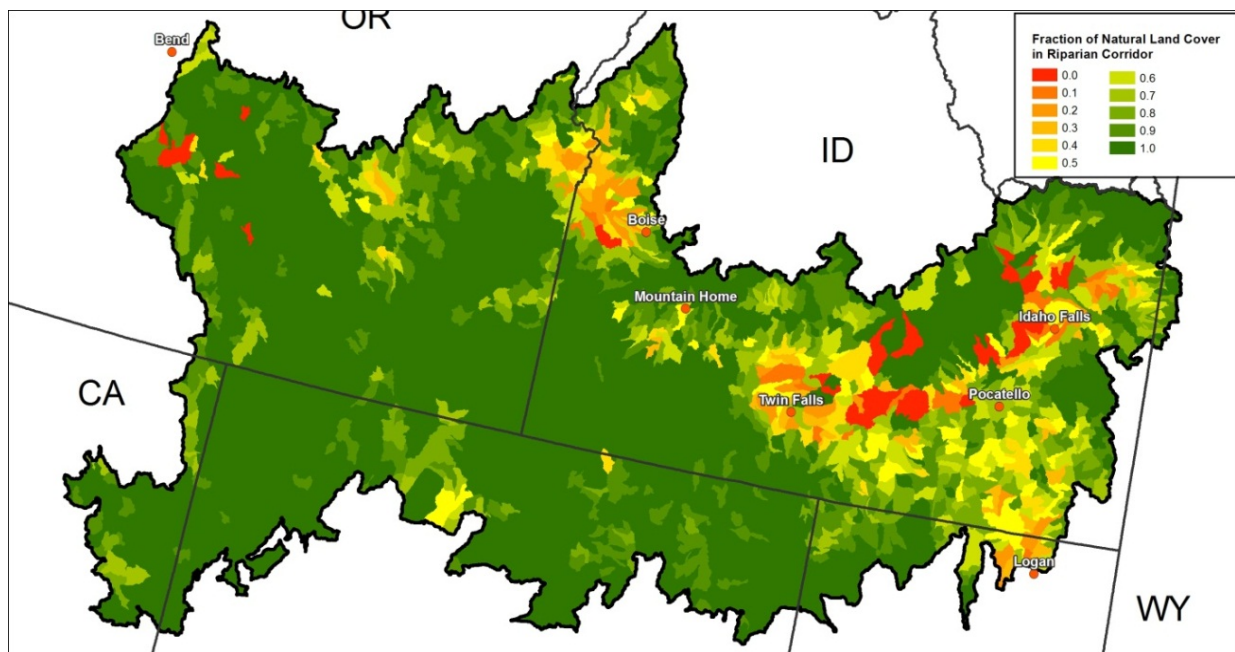 OR
Bend
Fraction of Natural Land Cover
in Riparian Corridor
0.0
0.1
0.2
0.3
0.4
0.5
0.6
0.7
0.8
0.9
1.0
ID
Boise
Mountain Home
Idaho Falls
CA
Twin Falls
Pocatello
Logan
WY